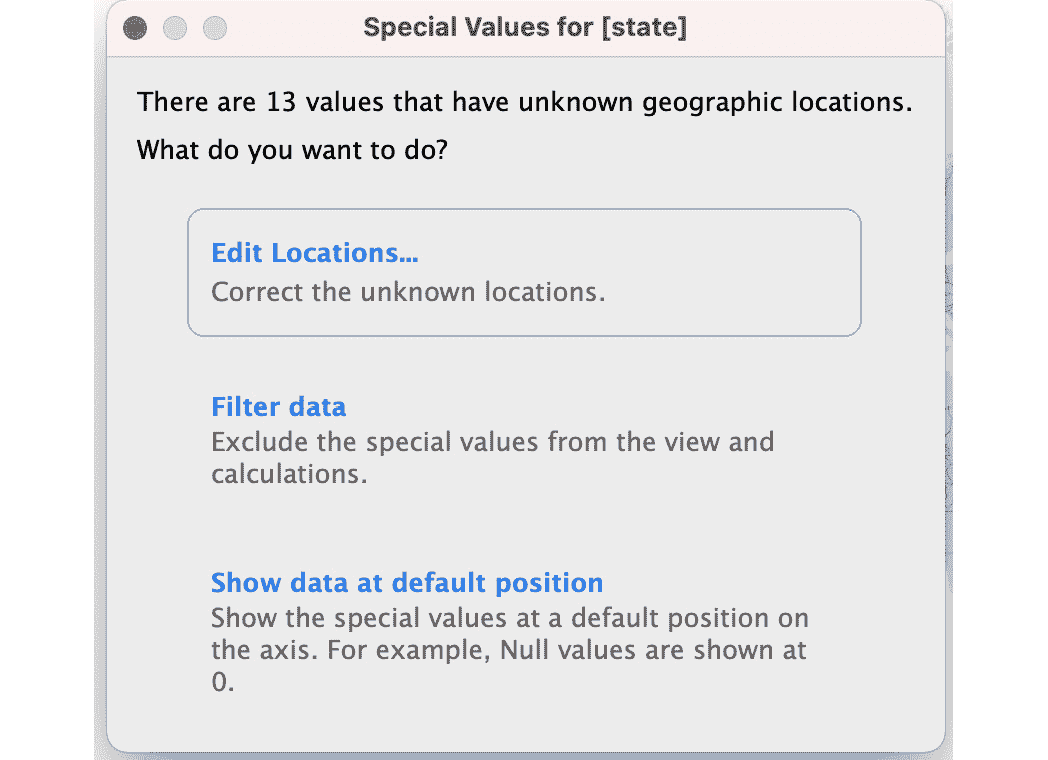 Special Values for [state]
There are 13 values that have unknown geographic locations.
What do you want to do?
Edit Locations...
Correct the unknown locations.
Filter data
Exclude the special values from the view and
calculations.
Show data at default position
Show the special values at a default position on
the axis. For example, Null values are shown at
0.